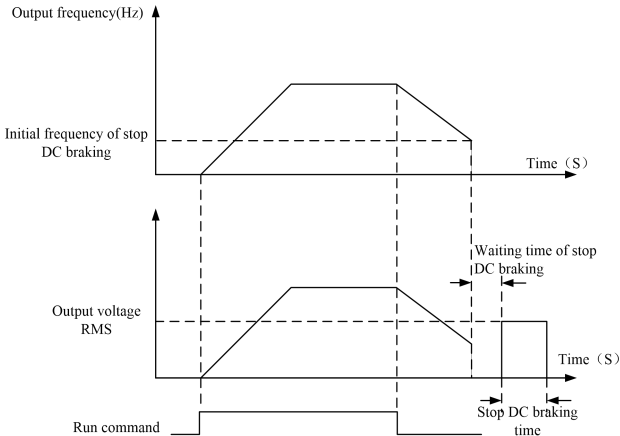 Output frequency(Hz)
Initial frequency of stop
DC braking
Time（S）
Waiting time of stop
DC braking
Output voltage
RMS
Time（S）
Stop DC braking
time
Run command